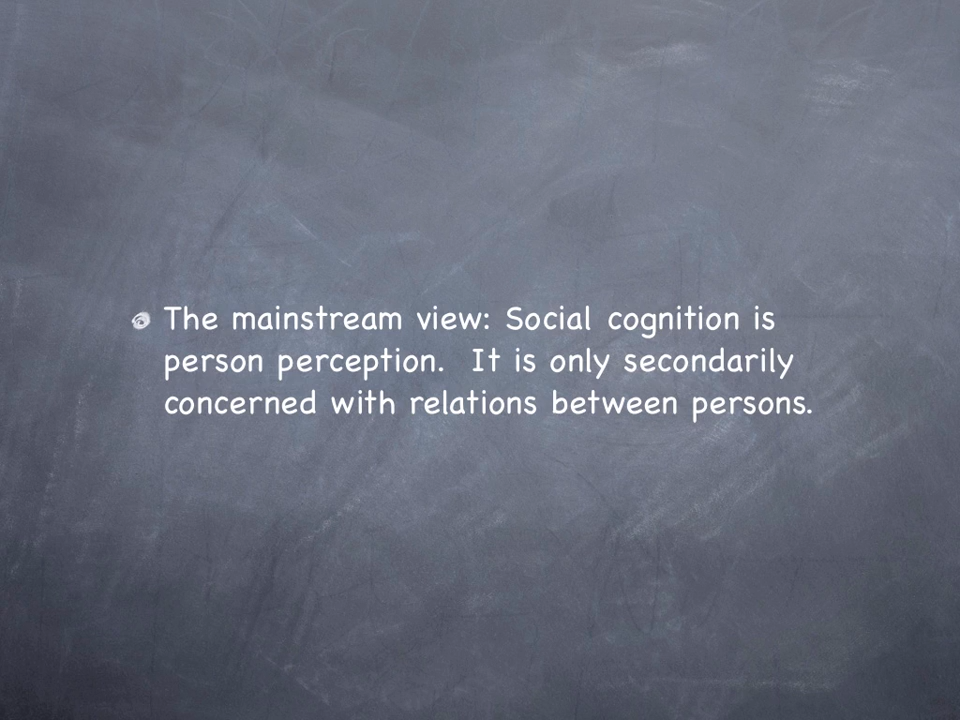 The mainstream view: Social cognition is
person perception.  It is only secondarily
concerned with relations between persons.